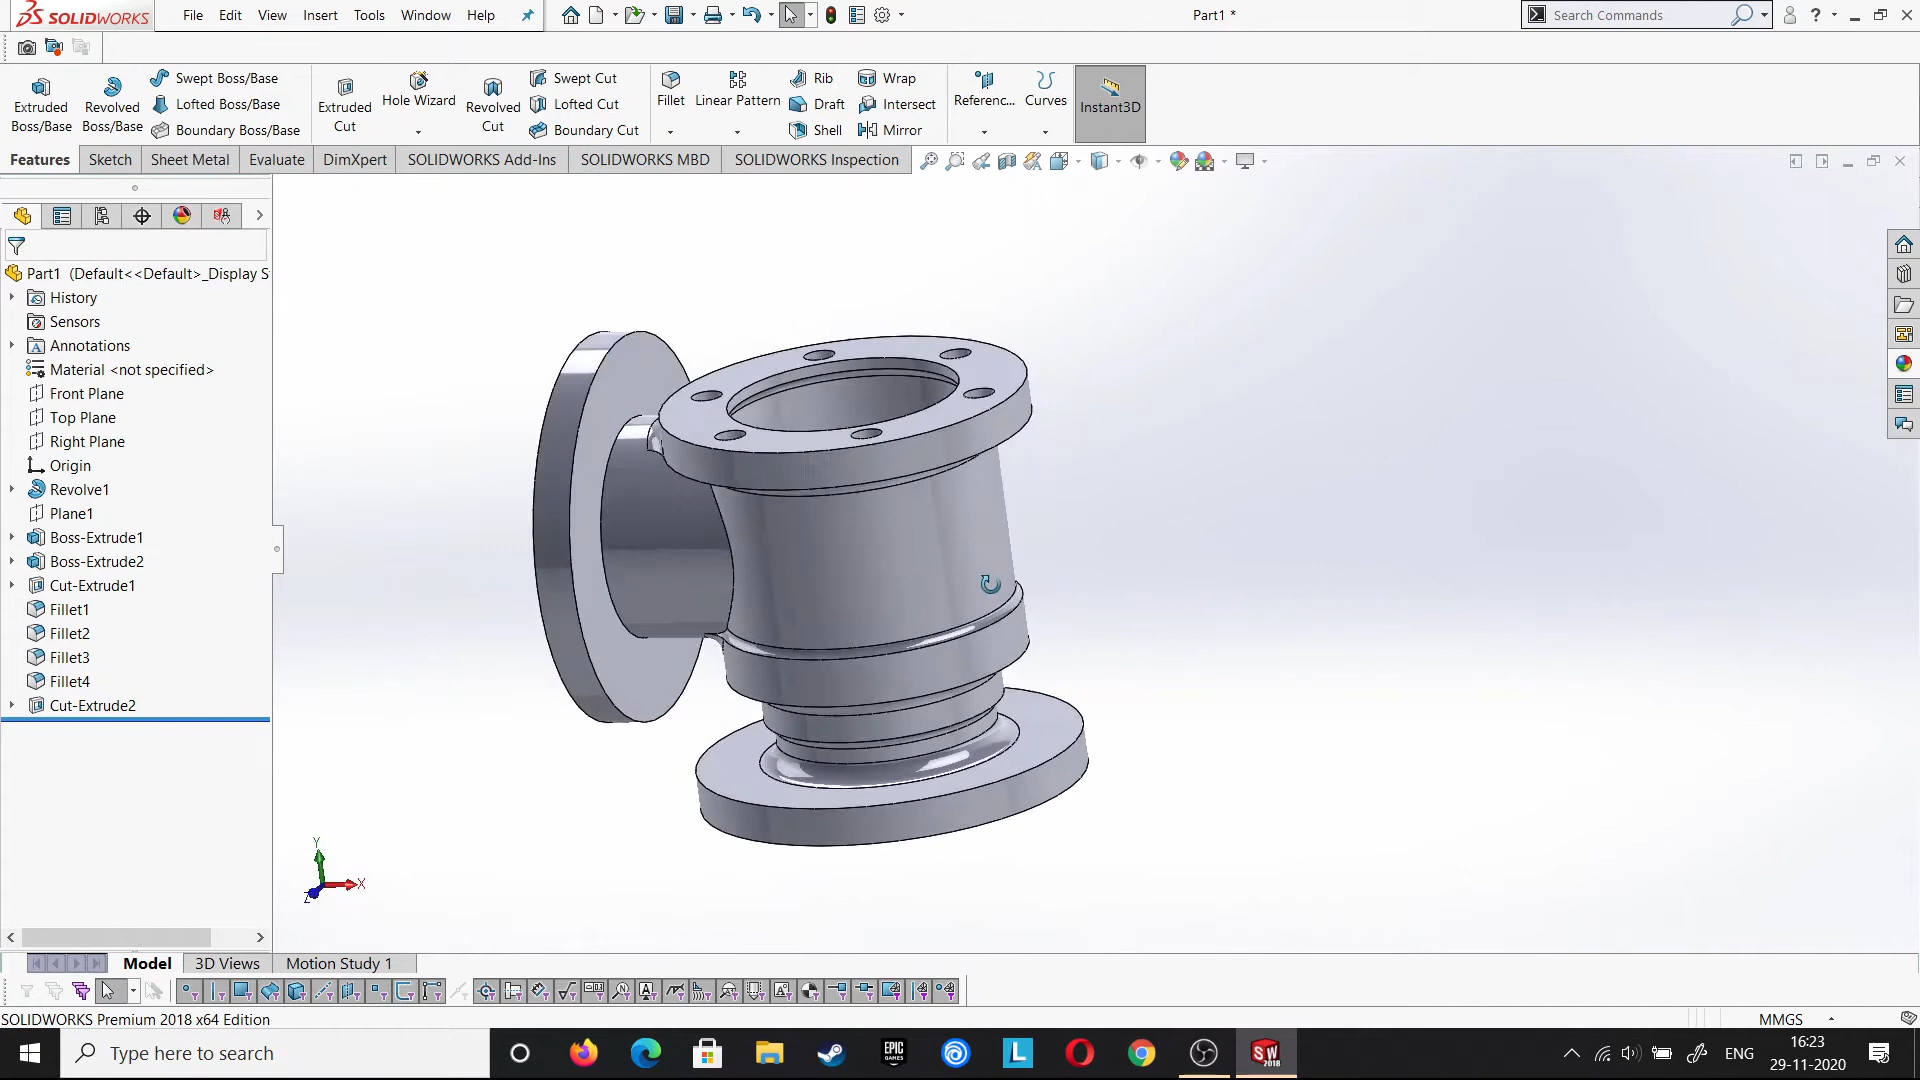 SOLIDWORKS File Edit View Insert Tools Window Help Part1 * Search Commands
Extruded Boss/Base
Revolved Boss/Base
Swept Boss/Base
Lofted Boss/Base
Boundary Boss/Base
Extruded Cut
Hole Wizard
Revolved Cut
Swept Cut
Lofted Cut
Boundary Cut
Fillet
Linear Pattern
Rib
Draft
Shell
Wrap
Intersect
Mirror
Referenc...
Curves
Instant3D
Features Sketch Sheet Metal Evaluate DimXpert SOLIDWORKS Add-Ins SOLIDWORKS MBD SOLIDWORKS Inspection
Part1 (Default<<Default>_Display S
History
Sensors
Annotations
Material <not specified>
Front Plane
Top Plane
Right Plane
Origin
Revolve1
Plane1
Boss-Extrude1
Boss-Extrude2
Cut-Extrude1
Fillet1
Fillet2
Fillet3
Fillet4
Cut-Extrude2
Y
X
Z
Model 3D Views Motion Study 1
SOLIDWORKS Premium 2018 x64 Edition MMGS
Type here to search
EPIC GAMES
L
SW 2018
ENG
16:23
29-11-2020